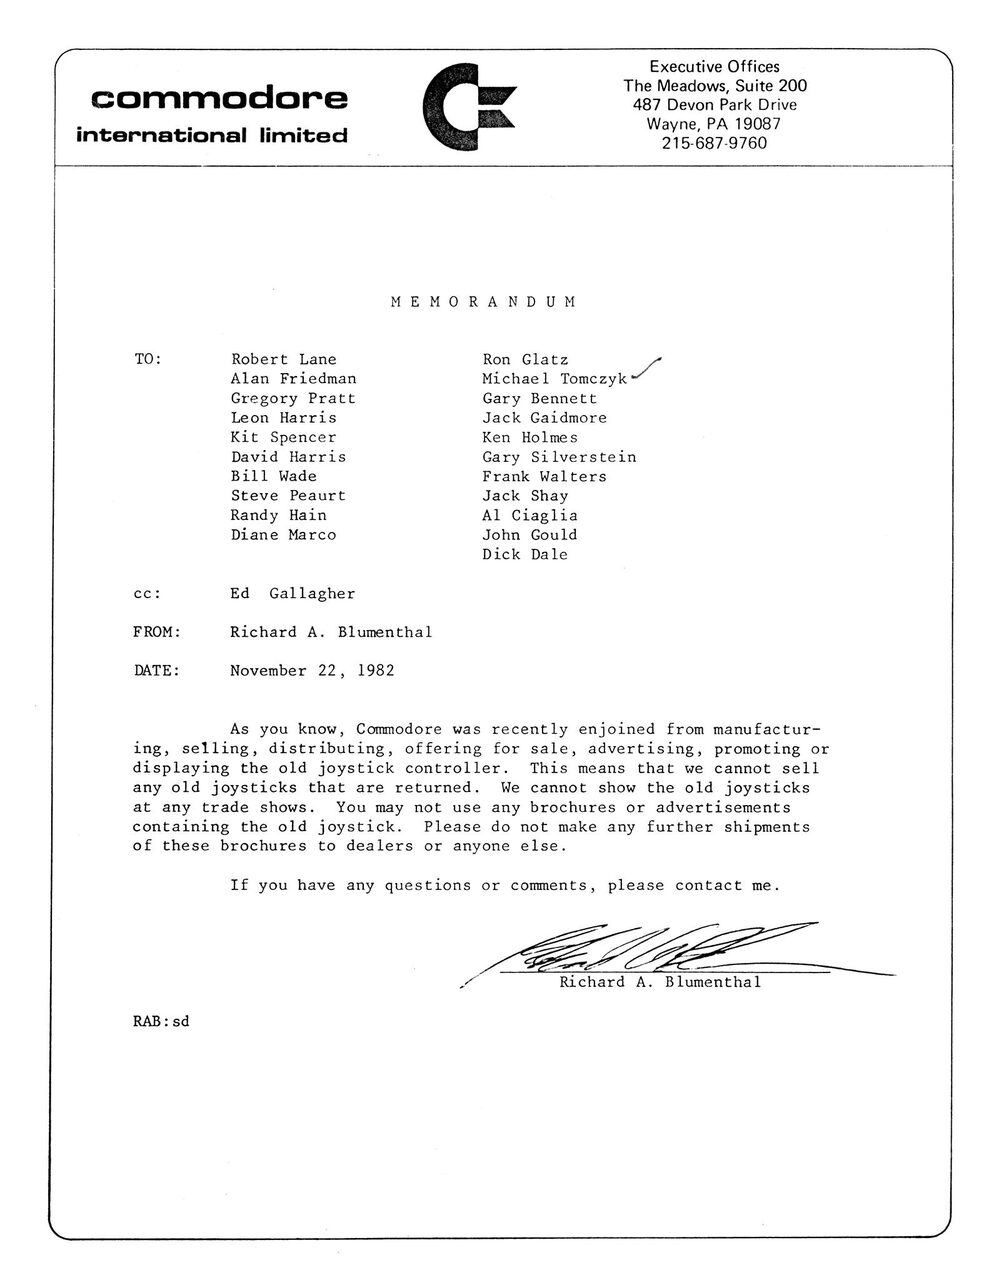 commodore
international limited
Executive Offices
The Meadows, Suite 200
487 Devon Park Drive
Wayne, PA 19087
215-687-9760
MEMORANDUM
TO: Robert Lane Ron Glatz
Alan Friedman Michael Tomczyk
Gregory Pratt Gary Bennett
Leon Harris Jack Gaidmore
Kit Spencer Ken Holmes
David Harris Gary Silverstein
Bill Wade Frank Walters
Steve Peaurt Jack Shay
Randy Hain Al Ciaglia
Diane Marco John Gould
Dick Dale
cc: Ed Gallagher
FROM: Richard A. Blumenthal
DATE: November 22, 1982
As you know, Commodore was recently enjoined from manufactur-
ing, selling, distributing, offering for sale, advertising, promoting or
displaying the old joystick controller. This means that we cannot sell
any old joysticks that are returned. We cannot show the old joysticks
at any trade shows. You may not use any brochures or advertisements
containing the old joystick. Please do not make any further shipments
of these brochures to dealers or anyone else.
If you have any questions or comments, please contact me.
Richard A. Blumenthal
RAB:sd